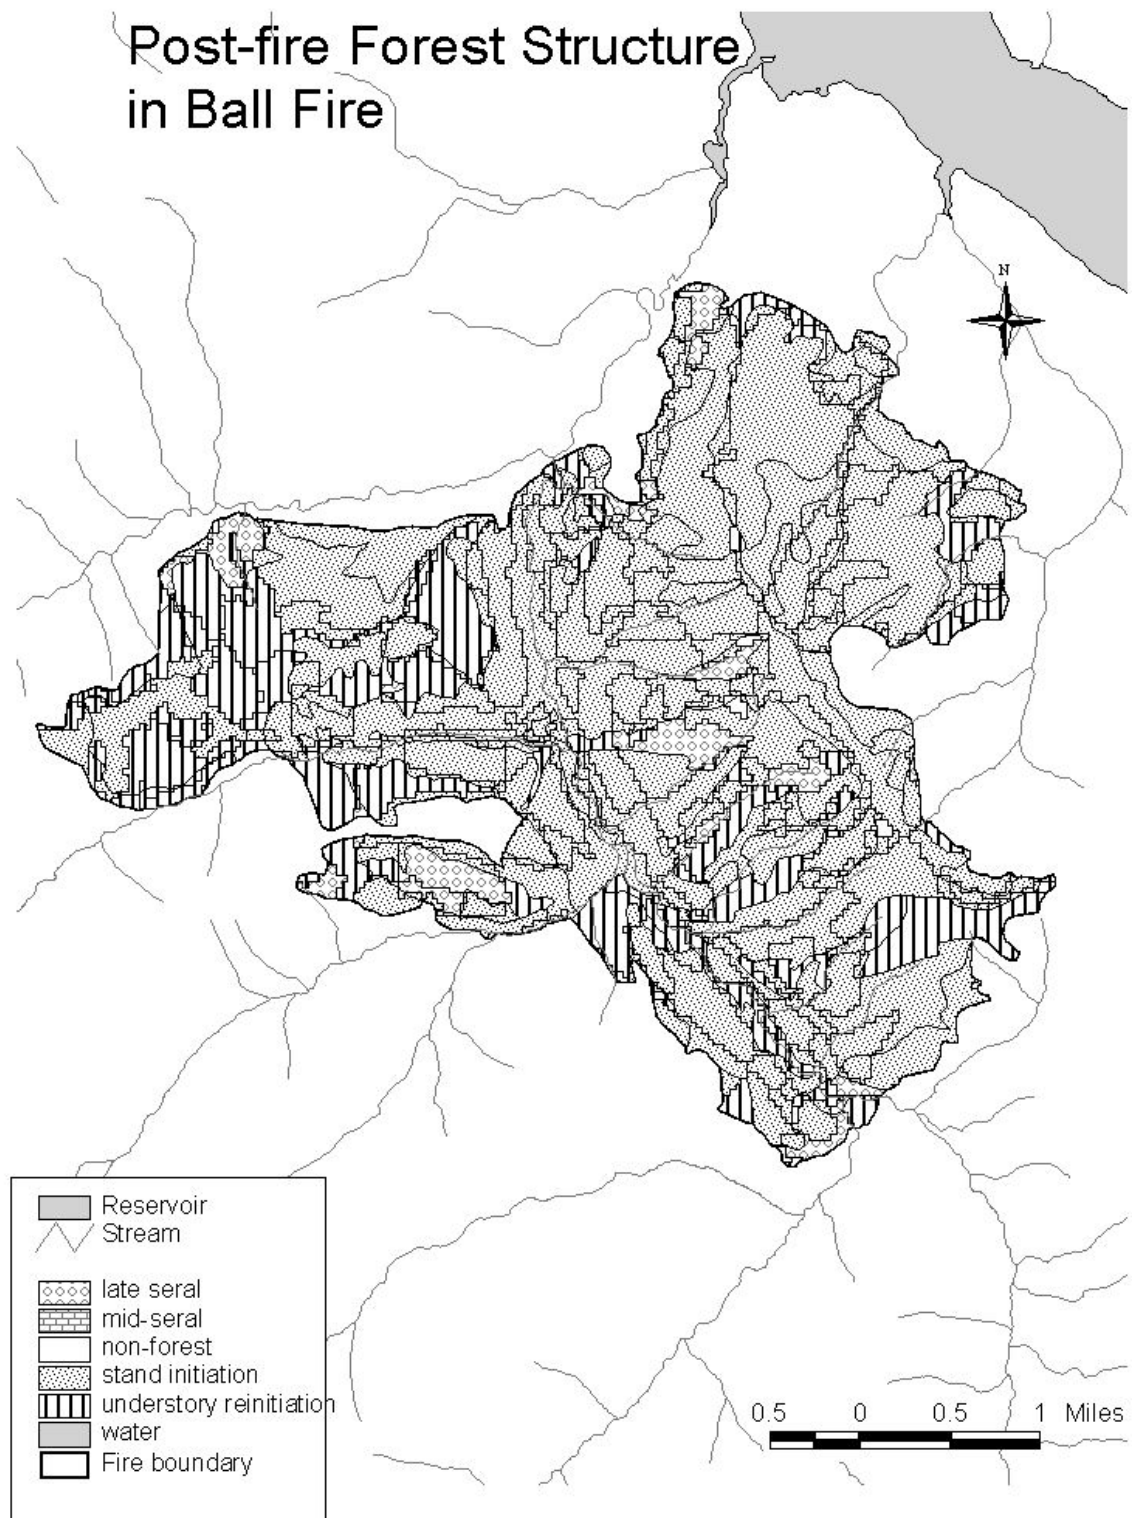 Post-fire Forest Structure
in Ball Fire
N
Reservoir
Stream
late seral
mid-seral
non-forest
stand initiation
understory reinitiation
water
Fire boundary
0.5 0 0.5 1 Miles